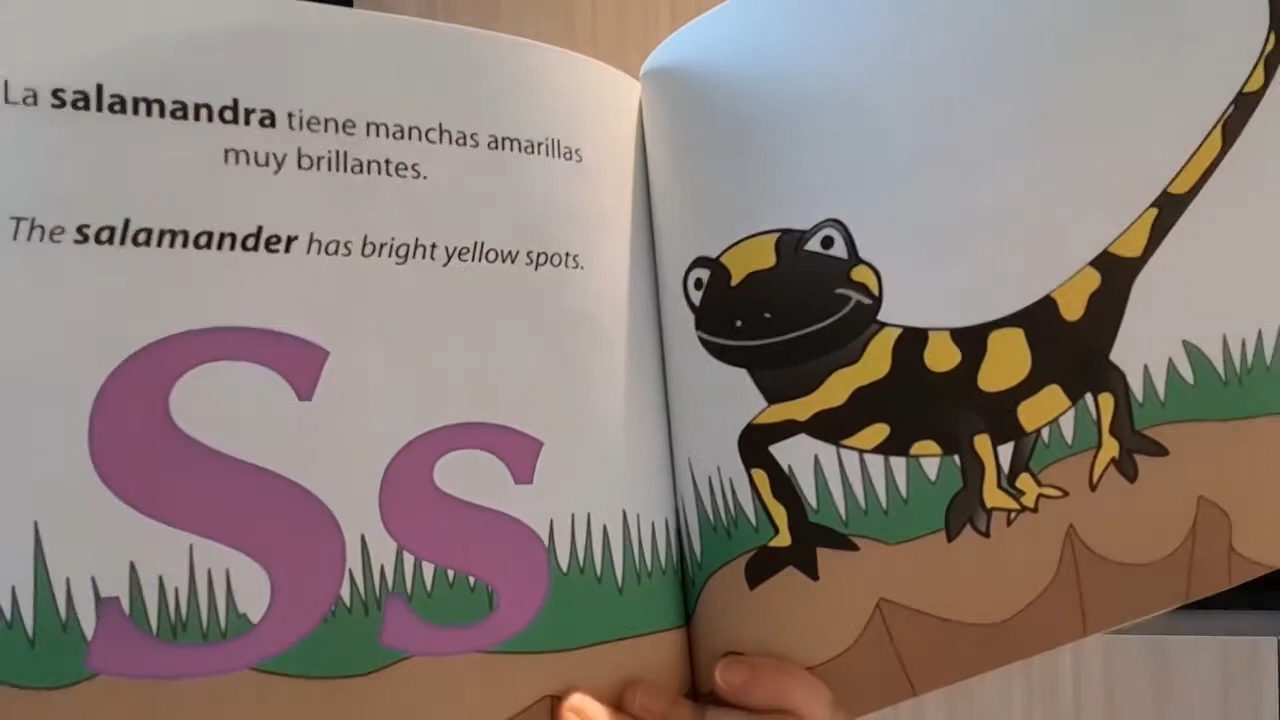 La salamandra tiene manchas amarillas
muy brillantes.
The salamander has bright yellow spots.
Ss